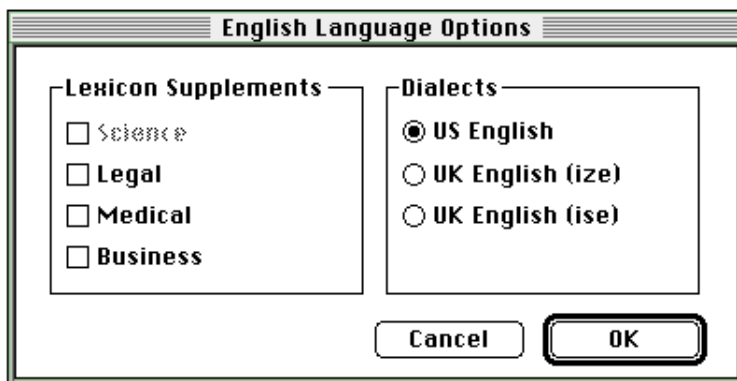 English Language Options
Lexicon Supplements
Science
Legal
Medical
Business
Dialects
US English
UK English (ize)
UK English (ise)
Cancel
OK